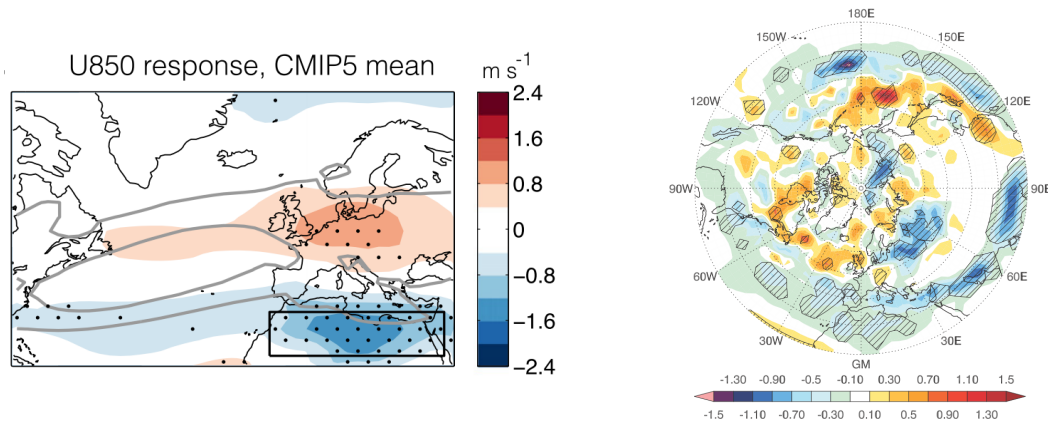 U850 response, CMIP5 mean
m s⁻¹
2.4
1.6
0.8
0
−0.8
−1.6
−2.4
180E
150W
150E
120W
120E
90W
90E
60W
60E
30W
30E
GM
-1.30 -0.90 -0.5 -0.10 0.30 0.70 1.10 1.5
-1.5 -1.10 -0.70 -0.30 0.10 0.5 0.90 1.30